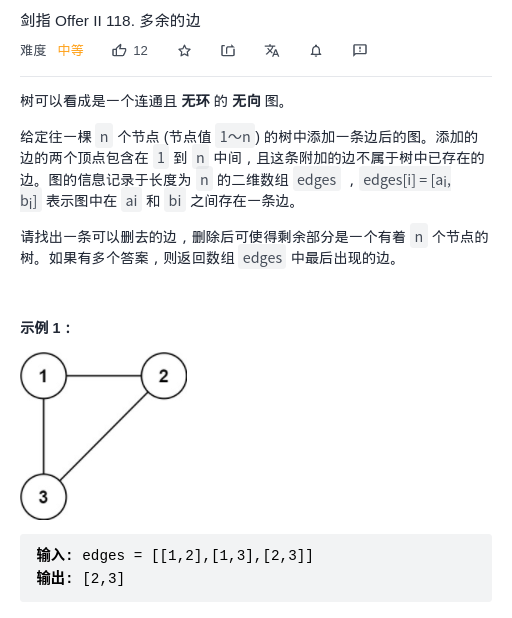 剑指 Offer II 118. 多余的边
难度 中等 12
树可以看成是一个连通且 无环 的 无向 图。
给定往一棵 n 个节点 (节点值 1~n) 的树中添加一条边后的图。添加的
边的两个顶点包含在 1 到 n 中间，且这条附加的边不属于树中已存在的
边。图的信息记录于长度为 n 的二维数组 edges ，edges[i] = [ai,
bi] 表示图中在 ai 和 bi 之间存在一条边。
请找出一条可以删去的边，删除后可使得剩余部分是一个有着 n 个节点的
树。如果有多个答案，则返回数组 edges 中最后出现的边。
示例 1：
1 2
3
输入: edges = [[1,2],[1,3],[2,3]]
输出: [2,3]